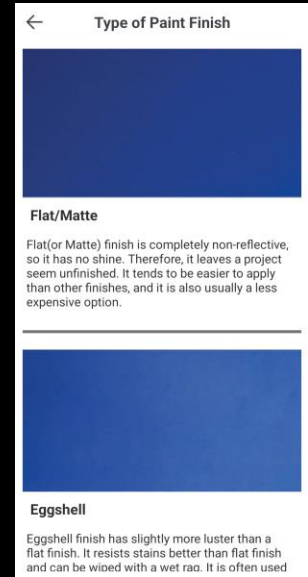 Type of Paint Finish
Flat/Matte
Flat(or Matte) finish is completely non-reflective,
so it has no shine. Therefore, it leaves a project
seem unfinished. It tends to be easier to apply
than other finishes, and it is also usually a less
expensive option.
Eggshell
Eggshell finish has slightly more luster than a
flat finish. It resists stains better than flat finish
and can be wiped with a wet rag. It is often used